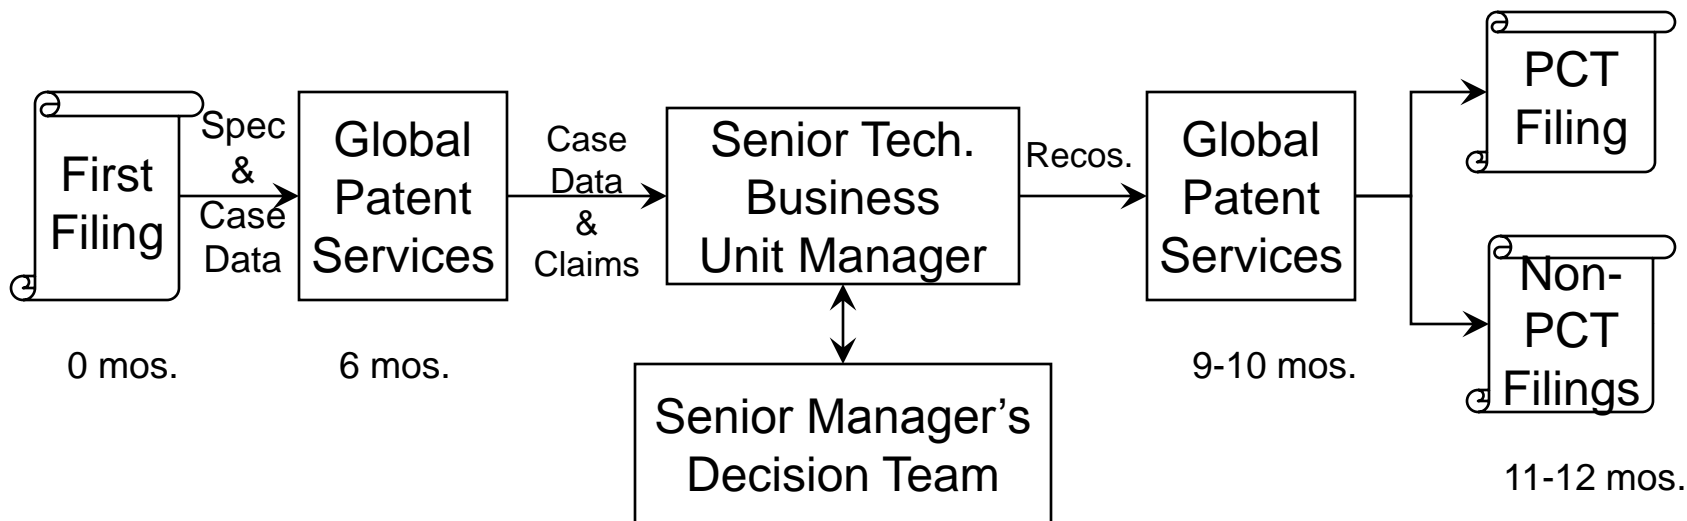 First
Filing
Spec
&
Case
Data
Global
Patent
Services
Case
Data
&
Claims
Senior Tech.
Business
Unit Manager
Recos.
Global
Patent
Services
PCT
Filing
Non-
PCT
Filings
0 mos.
6 mos.
9-10 mos.
Senior Manager’s
Decision Team
11-12 mos.